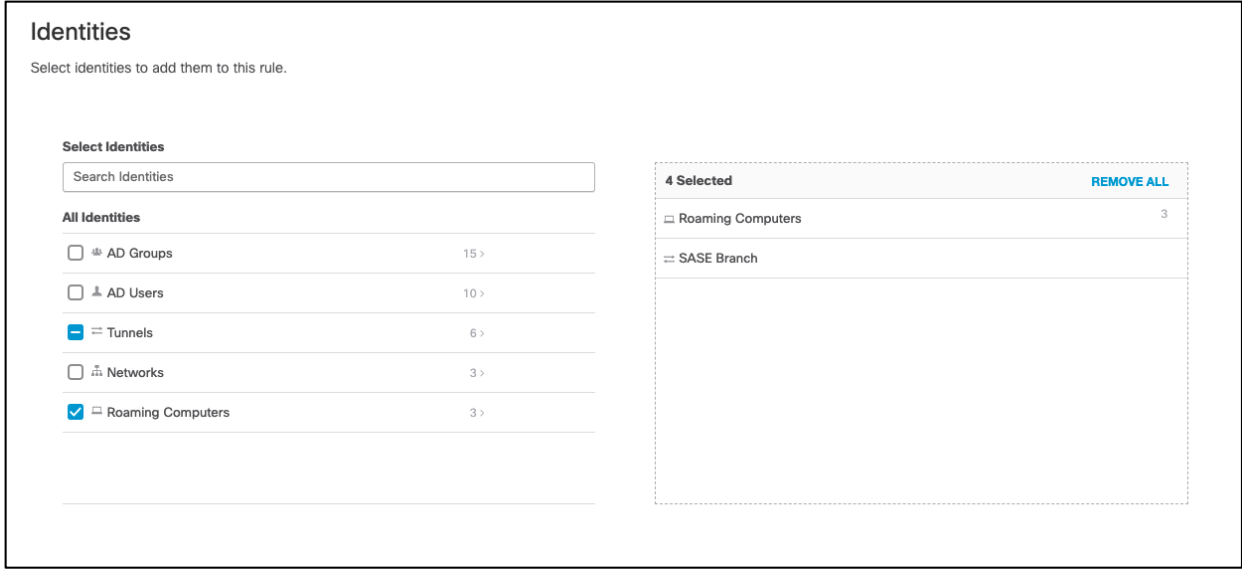 Identities
Select identities to add them to this rule.
Select Identities
Search Identities
All Identities
AD Groups 15 >
AD Users 10 >
Tunnels 6 >
Networks 3 >
Roaming Computers 3 >
4 Selected REMOVE ALL
Roaming Computers 3
SASE Branch